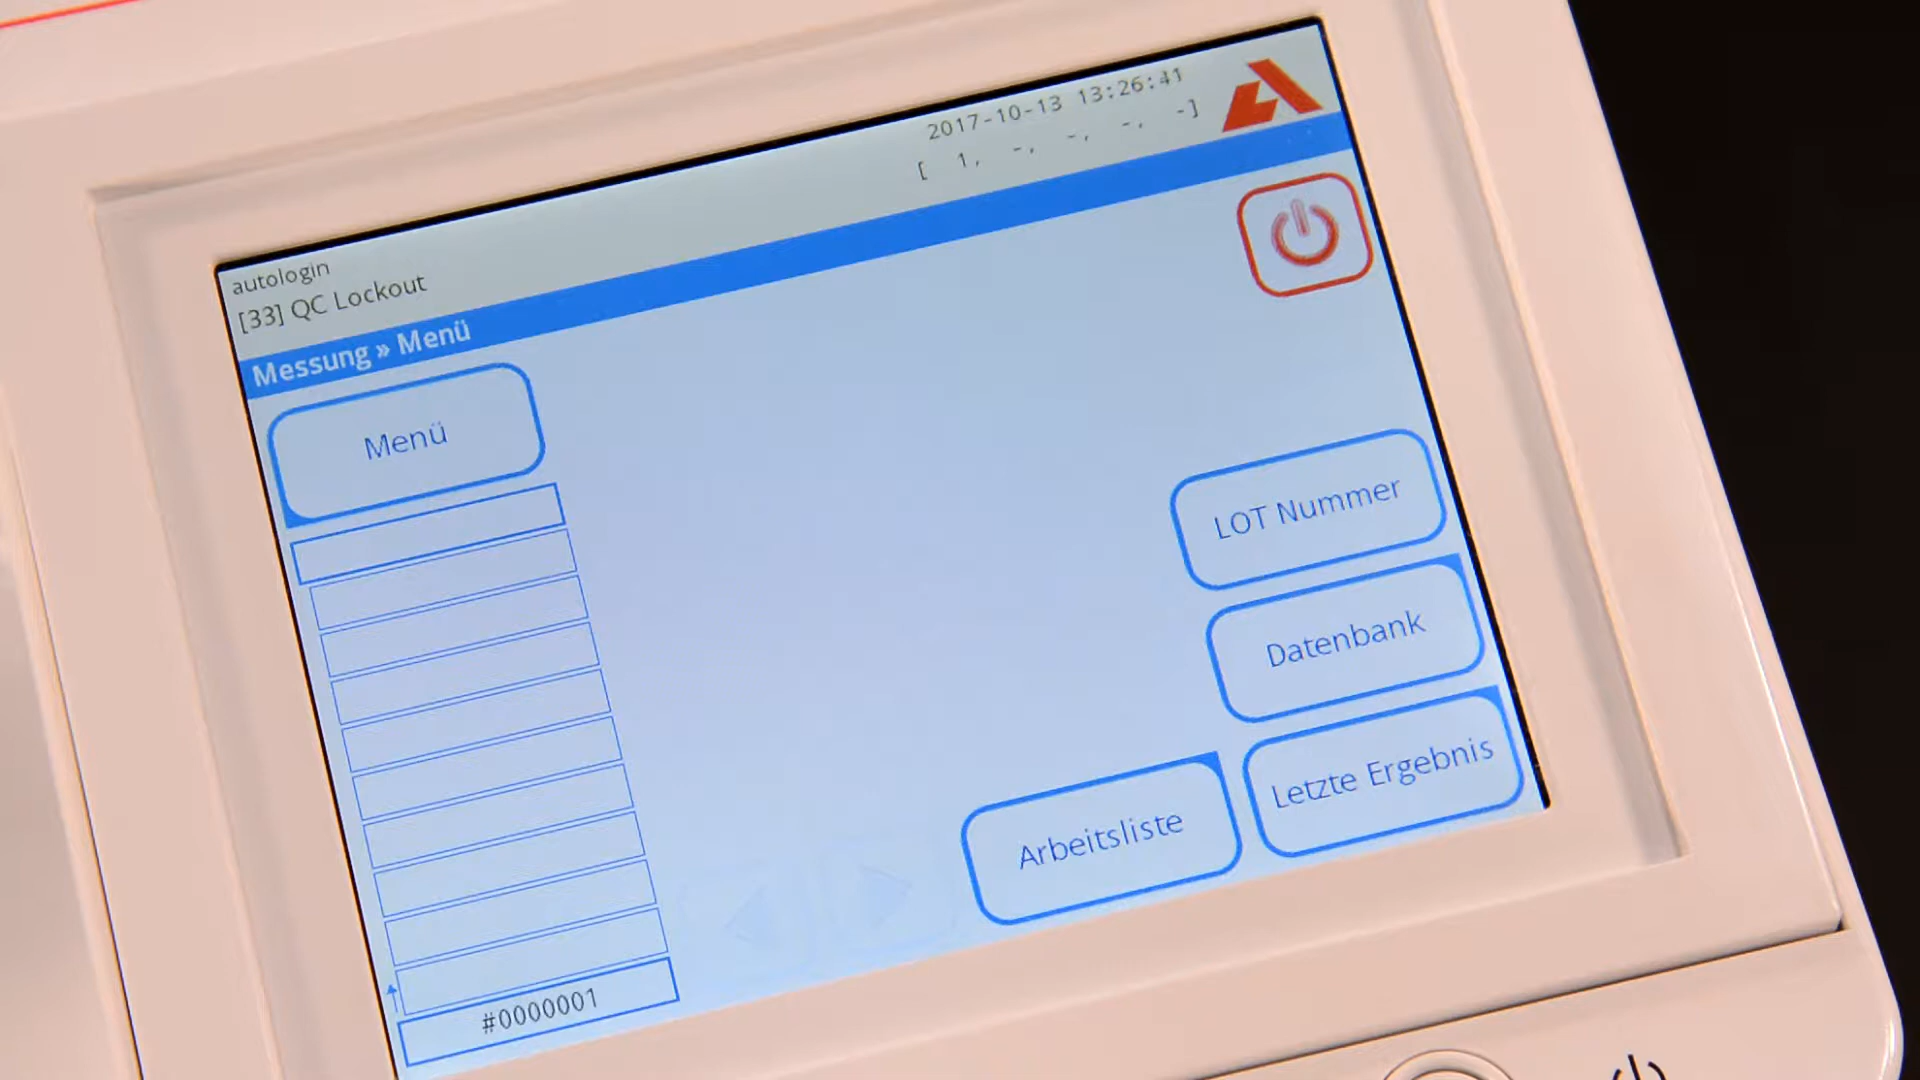 2017-10-13 13:26:41
[ 1, -, -, -, -]
autologin
[33] QC Lockout
Messung » Menü
Menü
LOT Nummer
Datenbank
Letzte Ergebnis
Arbeitsliste
#0000001